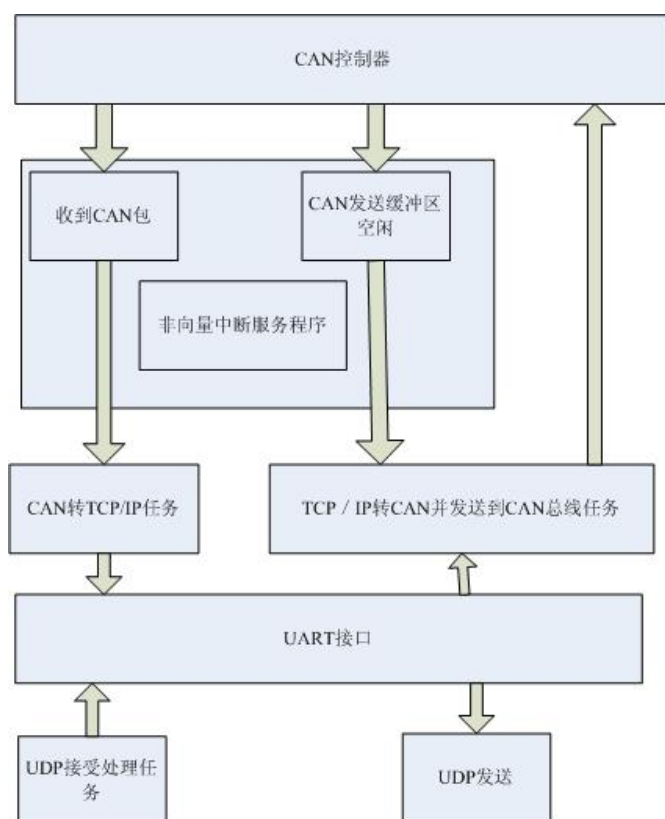 CAN控制器
收到CAN包
CAN发送缓冲区
空闲
非向量中断服务程序
CAN转TCP/IP任务
TCP／IP转CAN并发送到CAN总线任务
UART接口
UDP接受处理任
务
UDP发送